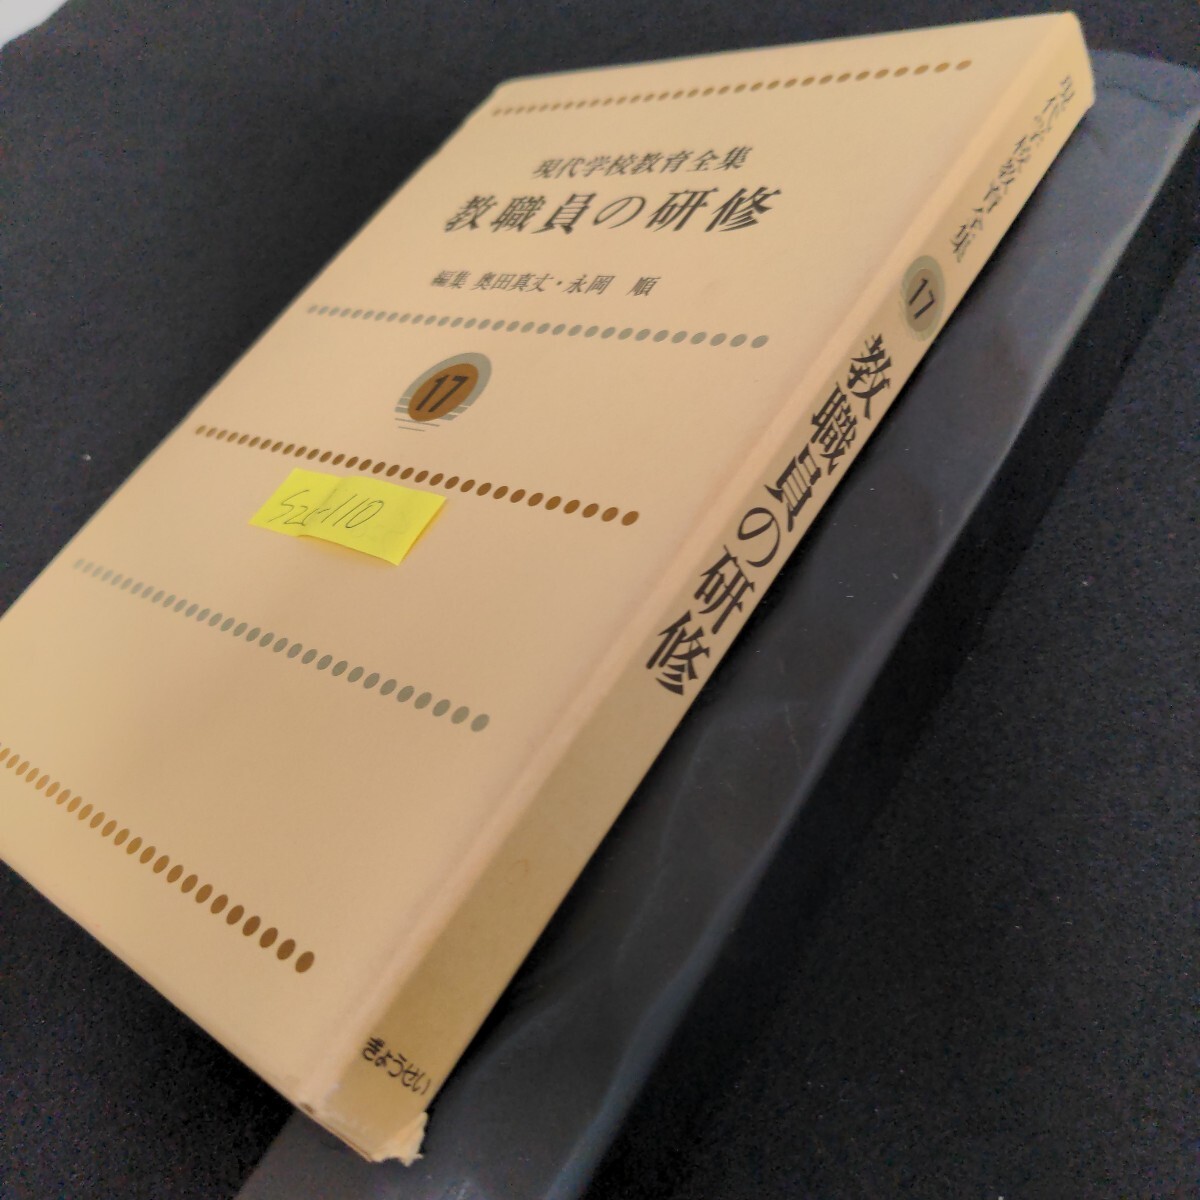 現代学校教育全集
教職員の研修
編集 奥田真丈・永岡 順
17
現代学校教育全集
17
教職員の研修
ぎょうせい